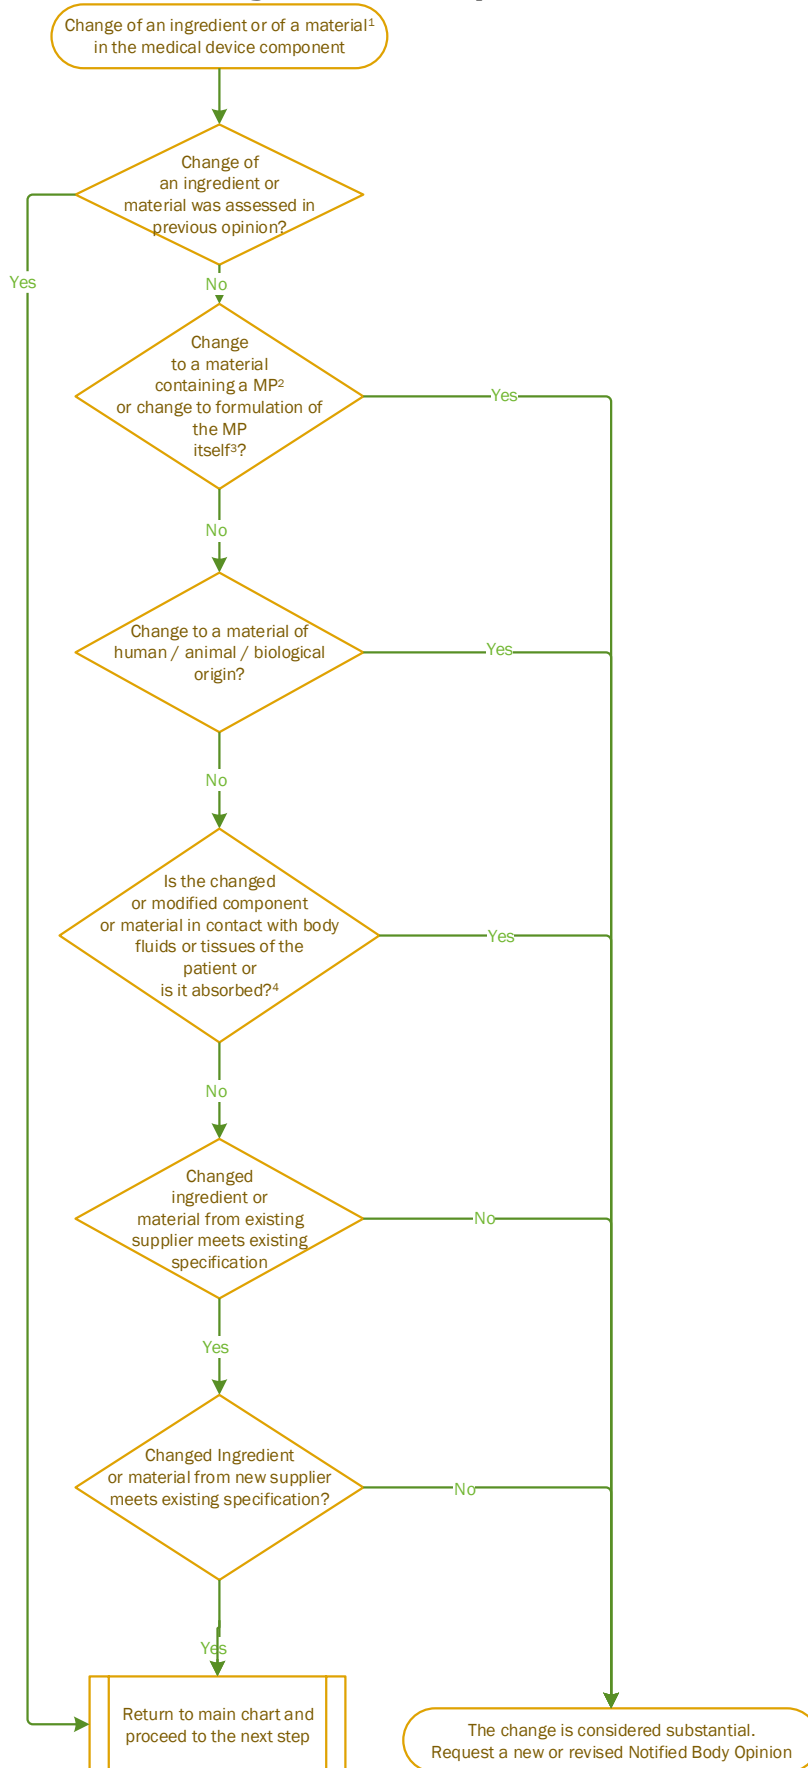 Change of an ingredient or of a material¹
in the medical device component
Change of
an ingredient or
material was assessed in
previous opinion?
Yes
No
Change
to a material
containing a MP²
or change to formulation of
the MP
itself³?
Yes
No
Change to a material of
human / animal / biological
origin?
Yes
No
Is the changed
or modified component
or material in contact with body
fluids or tissues of the
patient or
is it absorbed?⁴
Yes
No
Changed
ingredient or
material from existing
supplier meets existing
specification
No
Yes
Changed Ingredient
or material from new supplier
meets existing specification?
No
Yes
Return to main chart and
proceed to the next step
The change is considered substantial.
Request a new or revised Notified Body Opinion